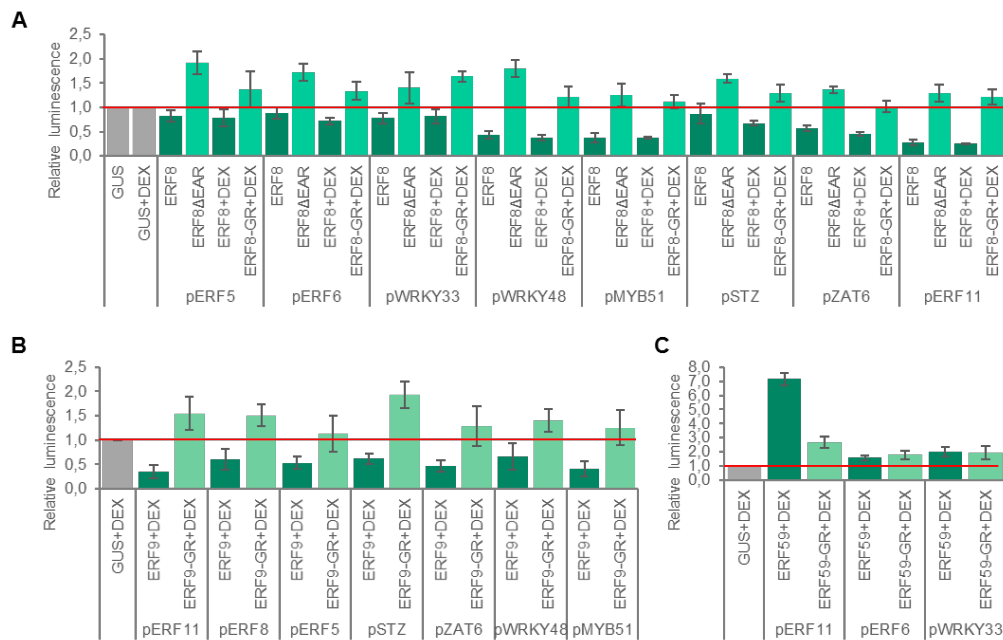 A
Relative luminescence
2,5
2,0
1,5
1,0
0,5
0,0
GUS
GUS+DEX
ERF8
ERF8ΔEAR
ERF8+DEX
ERF8-GR+DEX
ERF8
ERF8ΔEAR
ERF8+DEX
ERF8-GR+DEX
ERF8
ERF8ΔEAR
ERF8+DEX
ERF8-GR+DEX
ERF8
ERF8ΔEAR
ERF8+DEX
ERF8-GR+DEX
ERF8
ERF8ΔEAR
ERF8+DEX
ERF8-GR+DEX
ERF8
ERF8ΔEAR
ERF8+DEX
ERF8-GR+DEX
ERF8
ERF8ΔEAR
ERF8+DEX
ERF8-GR+DEX
ERF8
ERF8ΔEAR
ERF8+DEX
ERF8-GR+DEX
pERF5 pERF6 pWRKY33 pWRKY48 pMYB51 pSTZ pZAT6 pERF11
B
Relative luminescence
2,5
2,0
1,5
1,0
0,5
0,0
GUS+DEX
ERF9+DEX
ERF9-GR+DEX
ERF9+DEX
ERF9-GR+DEX
ERF9+DEX
ERF9-GR+DEX
ERF9+DEX
ERF9-GR+DEX
ERF9+DEX
ERF9-GR+DEX
ERF9+DEX
ERF9-GR+DEX
ERF9+DEX
ERF9-GR+DEX
pERF11 pERF8 pERF5 pSTZ pZAT6 pWRKY48 pMYB51
C
Relative luminescence
8,0
7,0
6,0
5,0
4,0
3,0
2,0
1,0
0,0
GUS+DEX
ERF59+DEX
ERF59-GR+DEX
ERF59+DEX
ERF59-GR+DEX
ERF59+DEX
ERF59-GR+DEX
pERF11 pERF6 pWRKY33